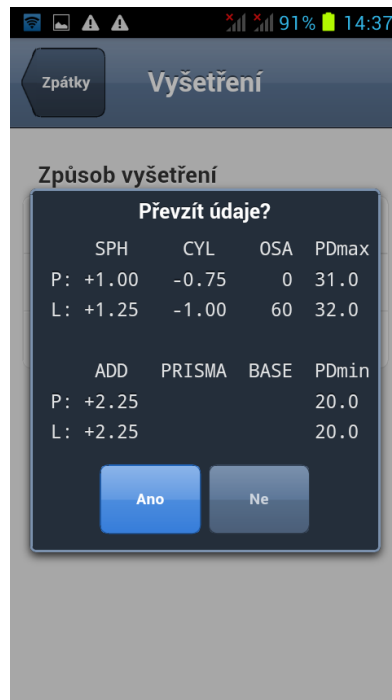 91% 14:37
Zpátky
Vyšetření
Způsob vyšetření
Převzít údaje?
SPH CYL OSA PDmax
P: +1.00 -0.75 0 31.0
L: +1.25 -1.00 60 32.0
ADD PRISMA BASE PDmin
P: +2.25 20.0
L: +2.25 20.0
Ano Ne